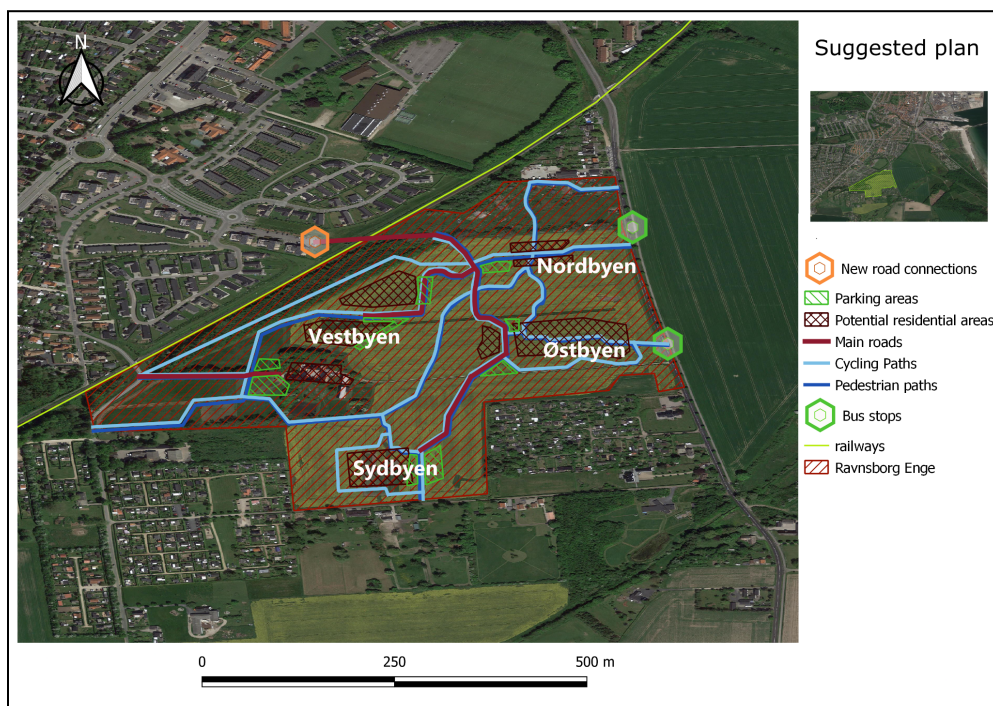 Suggested plan
N
Nordbyen
Vestbyen
Østbyen
Sydbyen
New road connections
Parking areas
Potential residential areas
Main roads
Cycling Paths
Pedestrian paths
Bus stops
railways
Ravnsborg Enge
0 250 500 m